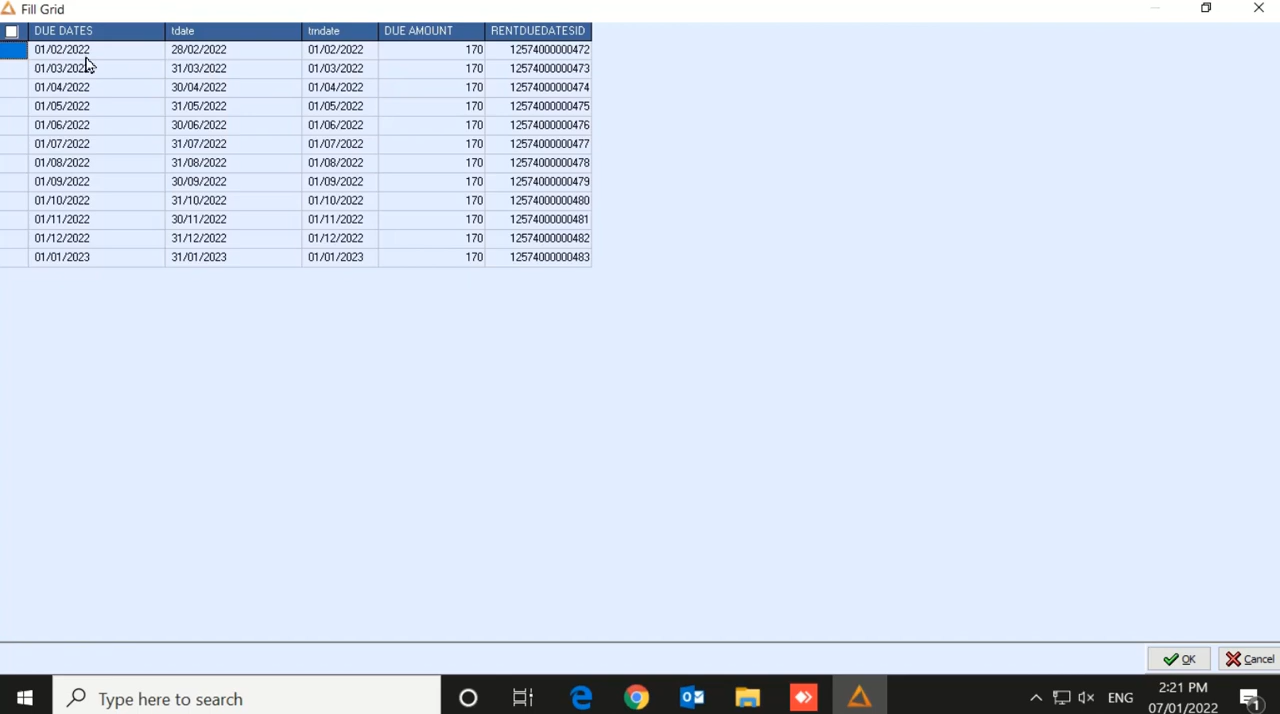 Fill Grid
DUE DATES tdate trndate DUE AMOUNT RENTDUEDATESID
01/02/2022 28/02/2022 01/02/2022 170 12574000000472
01/03/2022 31/03/2022 01/03/2022 170 12574000000473
01/04/2022 30/04/2022 01/04/2022 170 12574000000474
01/05/2022 31/05/2022 01/05/2022 170 12574000000475
01/06/2022 30/06/2022 01/06/2022 170 12574000000476
01/07/2022 31/07/2022 01/07/2022 170 12574000000477
01/08/2022 31/08/2022 01/08/2022 170 12574000000478
01/09/2022 30/09/2022 01/09/2022 170 12574000000479
01/10/2022 31/10/2022 01/10/2022 170 12574000000480
01/11/2022 30/11/2022 01/11/2022 170 12574000000481
01/12/2022 31/12/2022 01/12/2022 170 12574000000482
01/01/2023 31/01/2023 01/01/2023 170 12574000000483
OK Cancel
Type here to search ENG 2:21 PM
07/01/2022 1